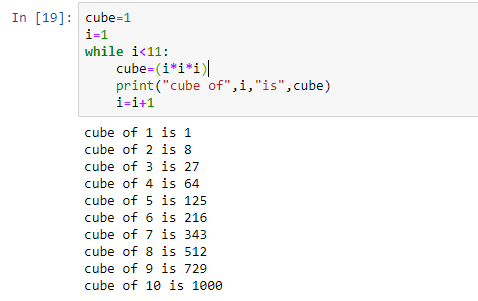 In [19]: cube=1
i=1
while i<11:
    cube=(i*i*i)
    print("cube of",i,"is",cube)
    i=i+1
cube of 1 is 1
cube of 2 is 8
cube of 3 is 27
cube of 4 is 64
cube of 5 is 125
cube of 6 is 216
cube of 7 is 343
cube of 8 is 512
cube of 9 is 729
cube of 10 is 1000